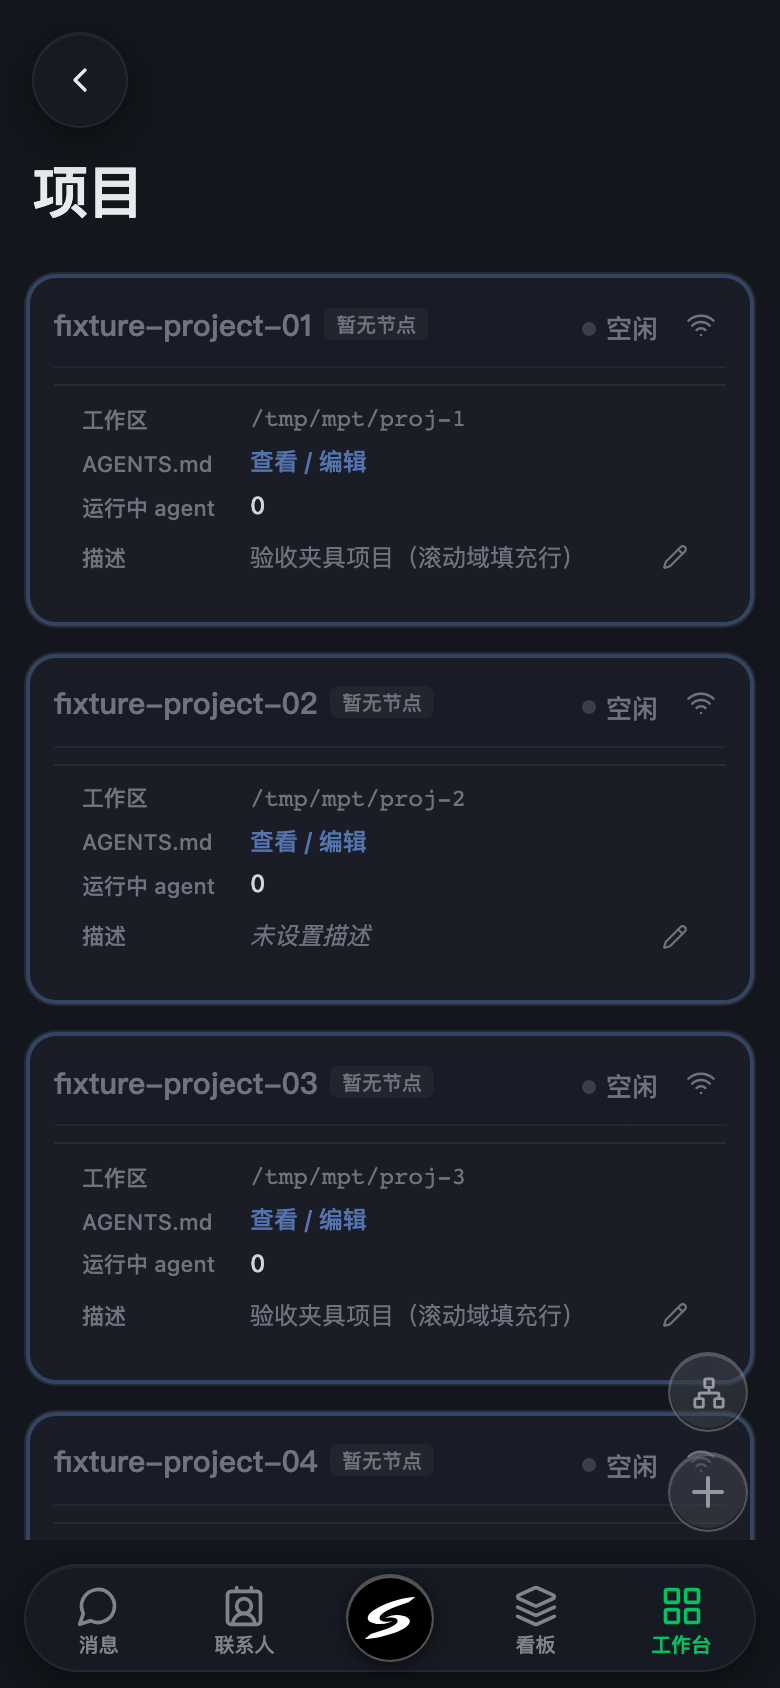 项目
fixture-project-01 暂无节点 空闲
工作区 /tmp/mpt/proj-1
AGENTS.md 查看 / 编辑
运行中 agent 0
描述 验收夹具项目（滚动域填充行）
fixture-project-02 暂无节点 空闲
工作区 /tmp/mpt/proj-2
AGENTS.md 查看 / 编辑
运行中 agent 0
描述 未设置描述
fixture-project-03 暂无节点 空闲
工作区 /tmp/mpt/proj-3
AGENTS.md 查看 / 编辑
运行中 agent 0
描述 验收夹具项目（滚动域填充行）
fixture-project-04 暂无节点 空闲
消息 联系人 看板 工作台